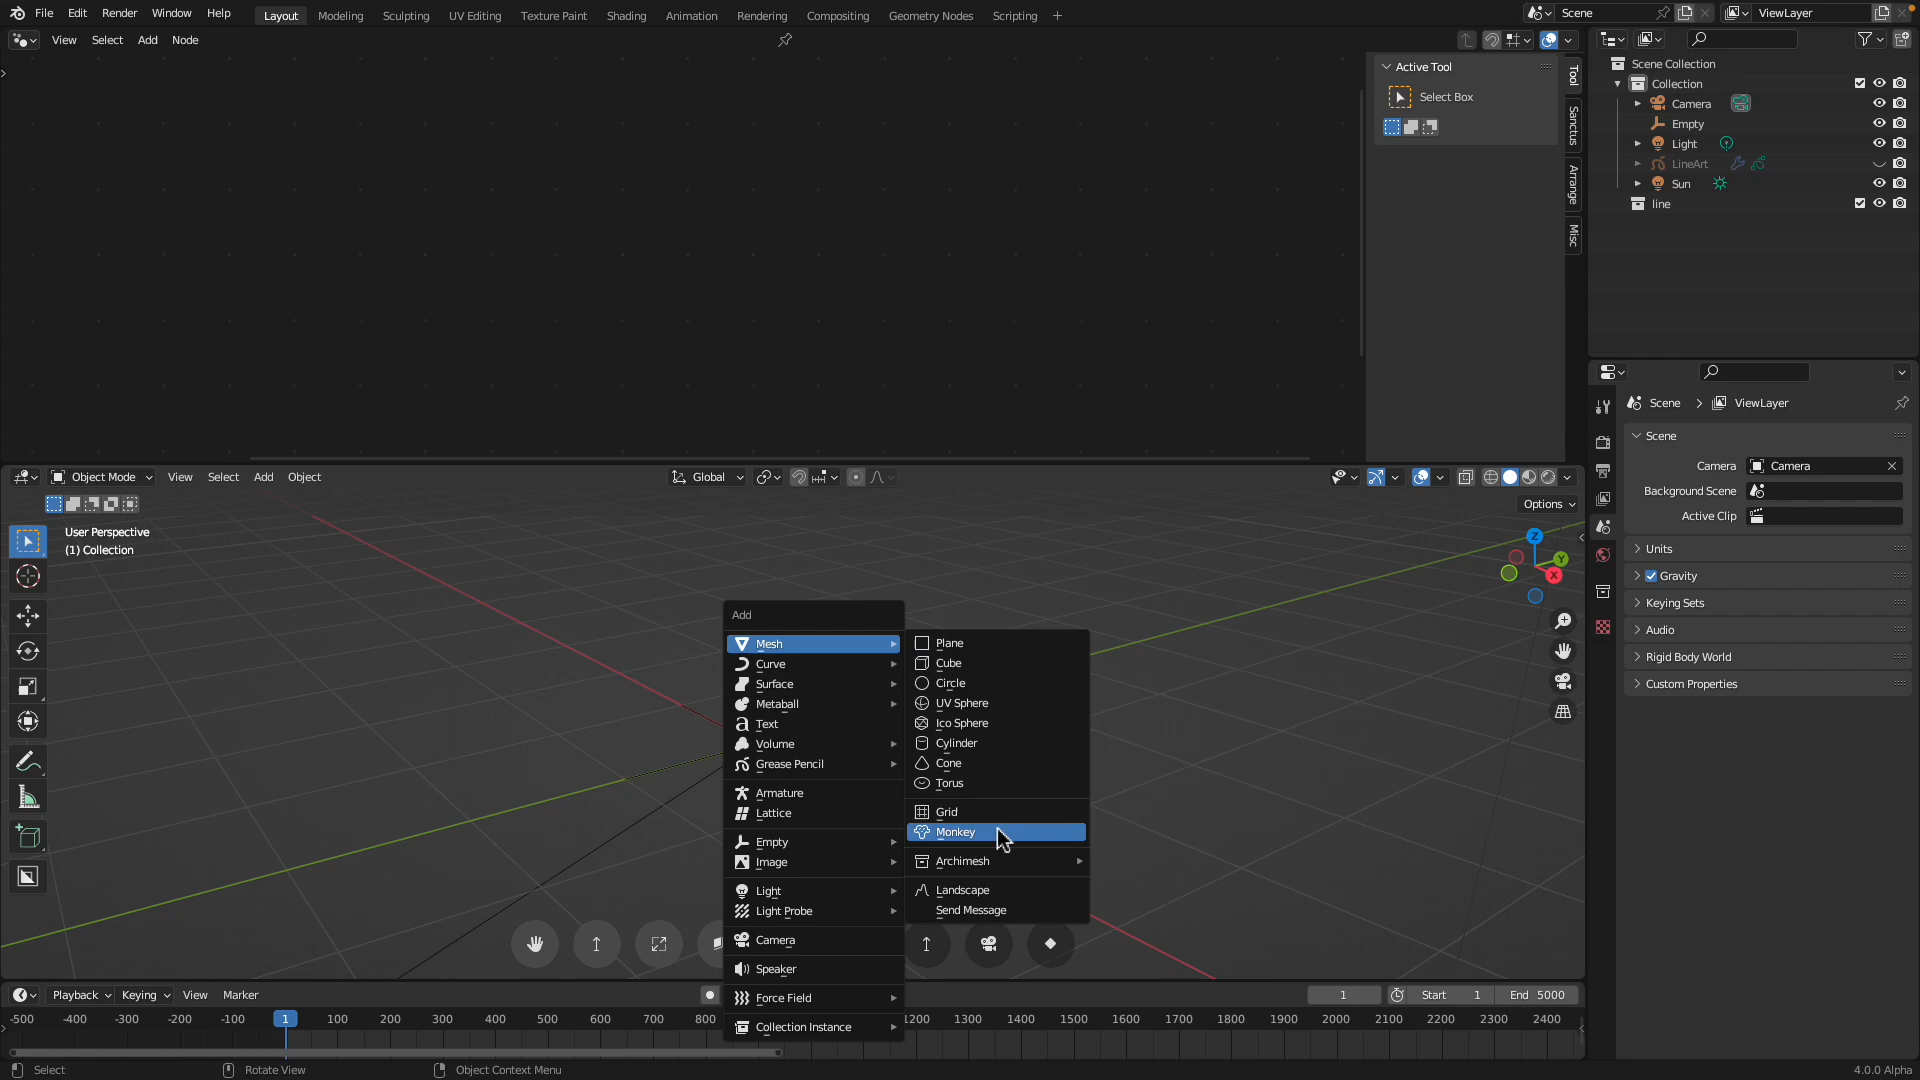 File Edit Render Window Help Layout Modeling Sculpting UV Editing Texture Paint Shading Animation Rendering Compositing Geometry Nodes Scripting + Scene ViewLayer
View Select Add Node
Active Tool
Select Box
Tool
Sanctus
Arrange
Misc
Scene Collection
Collection
Camera
Empty
Light
LineArt
Sun
line
Scene > ViewLayer
Scene
Camera Camera
Background Scene
Active Clip
Units
Gravity
Keying Sets
Audio
Rigid Body World
Custom Properties
Object Mode View Select Add Object Global
Options
User Perspective
(1) Collection
Z
Y
X
Add
Mesh
Curve
Surface
Metaball
Text
Volume
Grease Pencil
Armature
Lattice
Empty
Image
Light
Light Probe
Camera
Speaker
Force Field
Collection Instance
Plane
Cube
Circle
UV Sphere
Ico Sphere
Cylinder
Cone
Torus
Grid
Monkey
Archimesh
Landscape
Send Message
Playback Keying View Marker 1 Start 1 End 5000
-500 -400 -300 -200 -100 1 100 200 300 400 500 600 700 800 1200 1300 1400 1500 1600 1700 1800 1900 2000 2100 2200 2300 2400
Select Rotate View Object Context Menu 4.0.0 Alpha